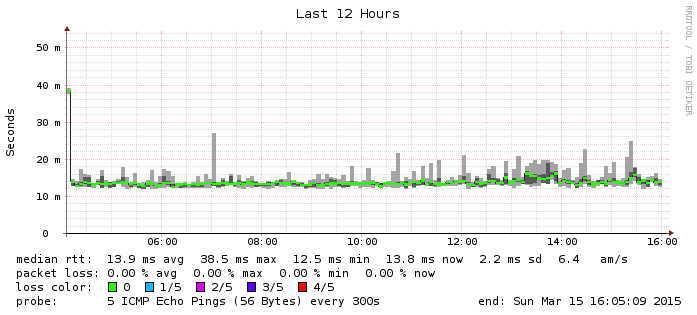 Last 12 Hours
RRDTOOL / TOBI OETIKER
Seconds
50 m
40 m
30 m
20 m
10 m
0
06:00 08:00 10:00 12:00 14:00 16:00
median rtt: 13.9 ms avg 38.5 ms max 12.5 ms min 13.8 ms now 2.2 ms sd 6.4 am/s
packet loss: 0.00 % avg 0.00 % max 0.00 % min 0.00 % now
loss color: 0 1/5 2/5 3/5 4/5
probe: 5 ICMP Echo Pings (56 Bytes) every 300s end: Sun Mar 15 16:05:09 2015